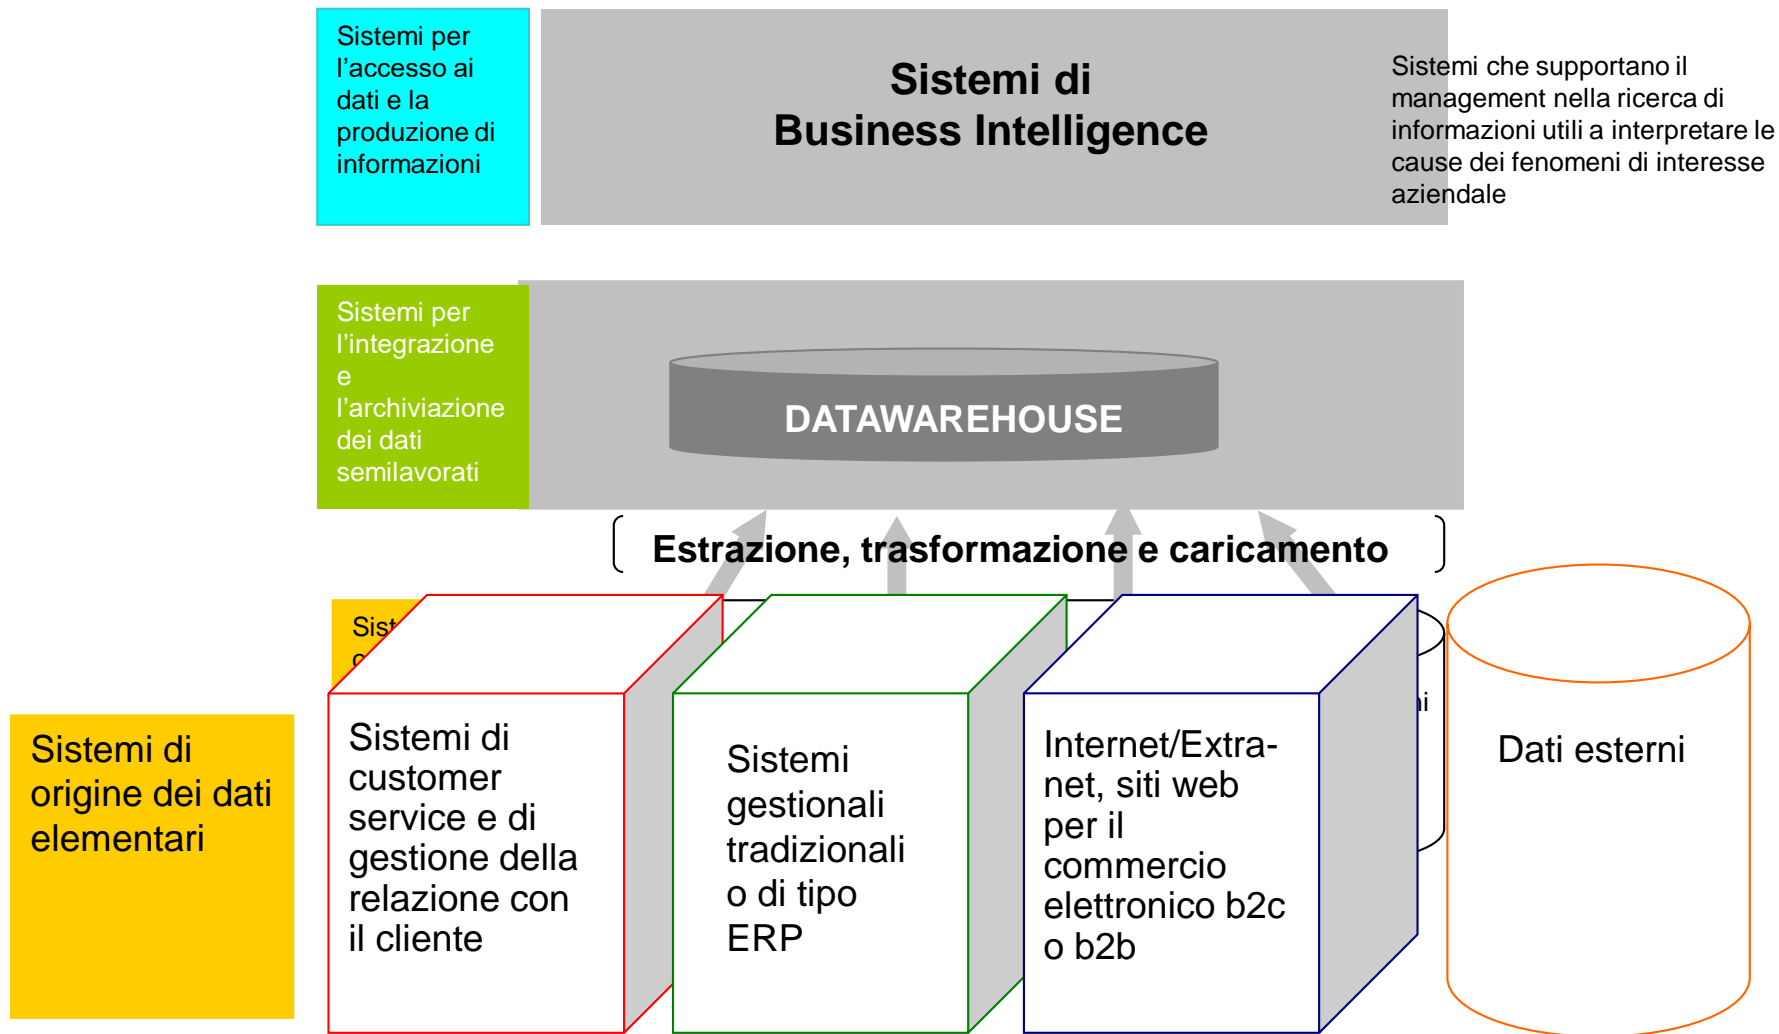 Sistemi per
l'accesso ai
dati e la
produzione di
informazioni
Sistemi di
Business Intelligence
Sistemi che supportano il
management nella ricerca di
informazioni utili a interpretare le
cause dei fenomeni di interesse
aziendale
Sistemi per
l'integrazione
e
l'archiviazione
dei dati
semilavorati
DATAWAREHOUSE
Estrazione, trasformazione e caricamento
Sistemi di
origine dei dati
elementari
Sistemi di
customer
service e di
gestione della
relazione con
il cliente
Sistemi
gestionali
tradizionali
o di tipo
ERP
Internet/Extra-
net, siti web
per il
commercio
elettronico b2c
o b2b
Dati esterni